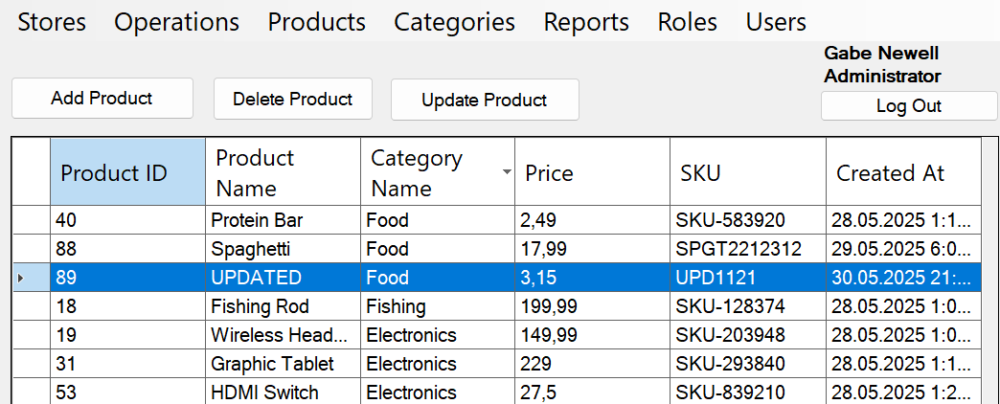 Stores Operations Products Categories Reports Roles Users
Gabe Newell
Administrator
Add Product Delete Product Update Product Log Out
Product ID Product Name Category Name Price SKU Created At
40 Protein Bar Food 2,49 SKU-583920 28.05.2025 1:1...
88 Spaghetti Food 17,99 SPGT2212312 29.05.2025 6:0...
89 UPDATED Food 3,15 UPD1121 30.05.2025 21:...
18 Fishing Rod Fishing 199,99 SKU-128374 28.05.2025 1:0...
19 Wireless Head... Electronics 149,99 SKU-203948 28.05.2025 1:0...
31 Graphic Tablet Electronics 229 SKU-293840 28.05.2025 1:1...
53 HDMI Switch Electronics 27,5 SKU-839210 28.05.2025 1:2...